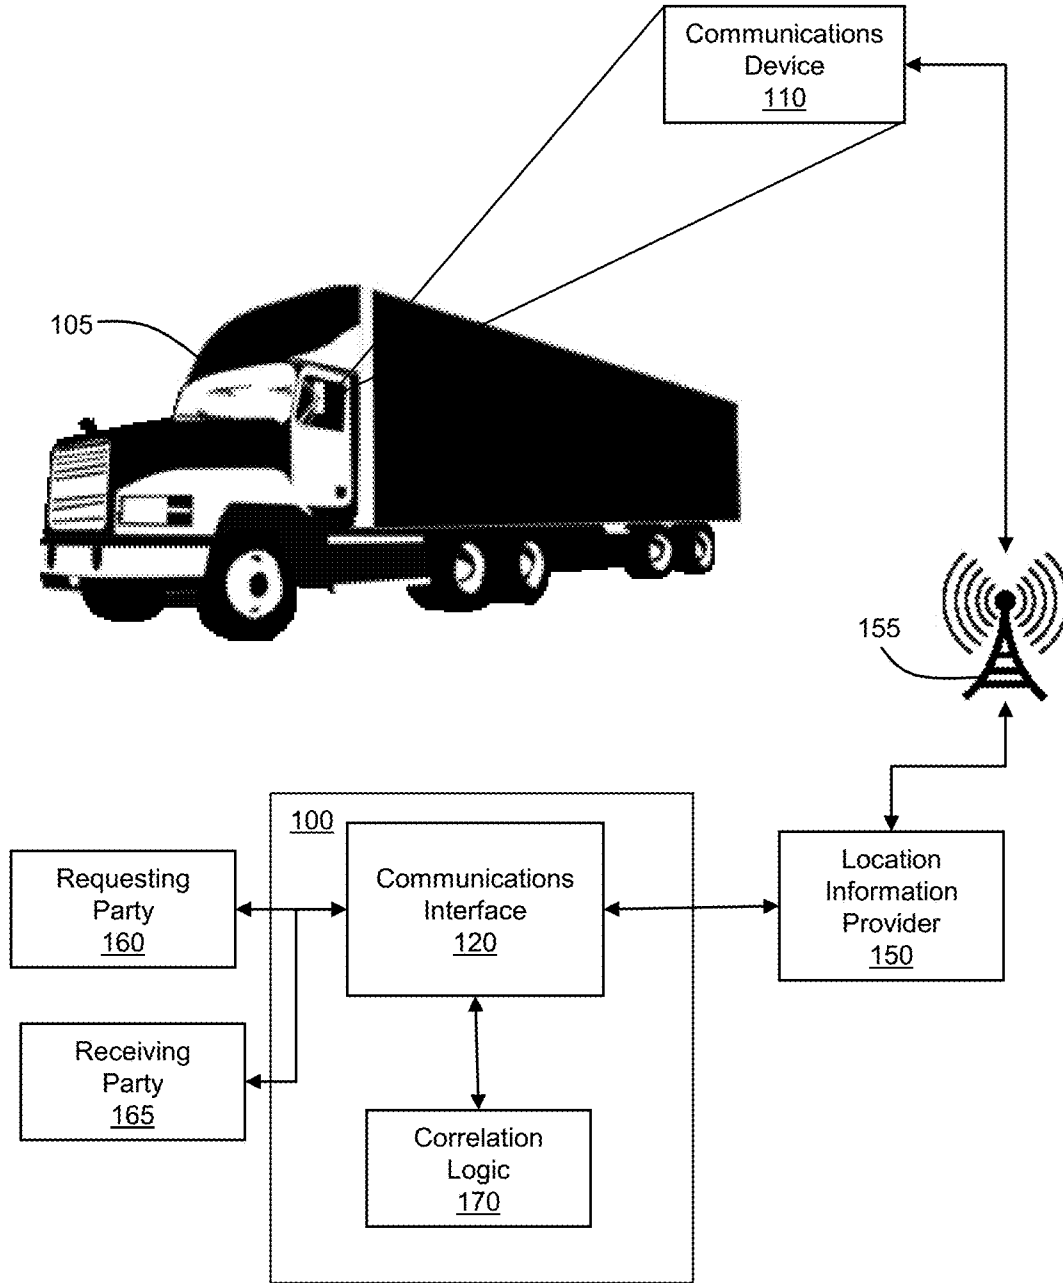 Communications
Device
110
105
155
100
Requesting
Party
160
Communications
Interface
120
Location
Information
Provider
150
Receiving
Party
165
Correlation
Logic
170